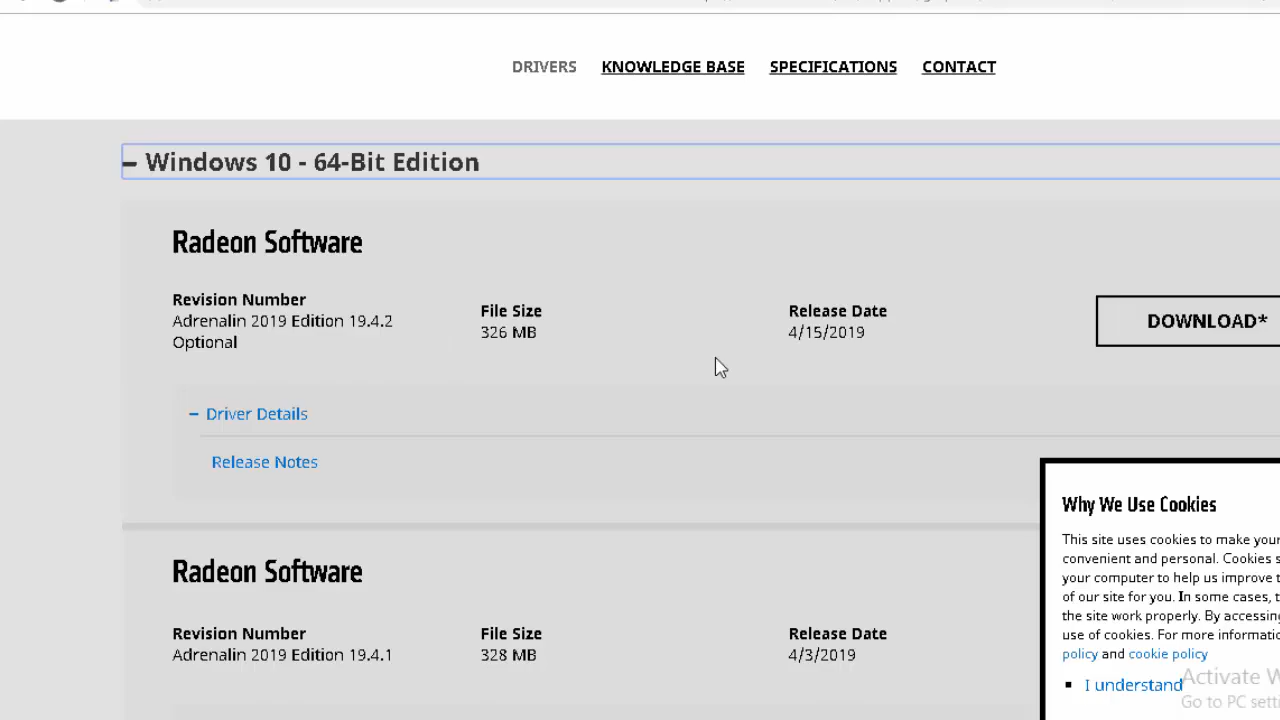 DRIVERS KNOWLEDGE BASE SPECIFICATIONS CONTACT
– Windows 10 - 64-Bit Edition
Radeon Software
Revision Number
Adrenalin 2019 Edition 19.4.2
Optional
File Size
326 MB
Release Date
4/15/2019
DOWNLOAD*
– Driver Details
Release Notes
Radeon Software
Revision Number
Adrenalin 2019 Edition 19.4.1
File Size
328 MB
Release Date
4/3/2019
Why We Use Cookies
This site uses cookies to make your
convenient and personal. Cookies
your computer to help us improve
of our site for you. In some cases,
the site work properly. By accessing
use of cookies. For more
policy and cookie policy
▪ I understand
Activate
Go to PC